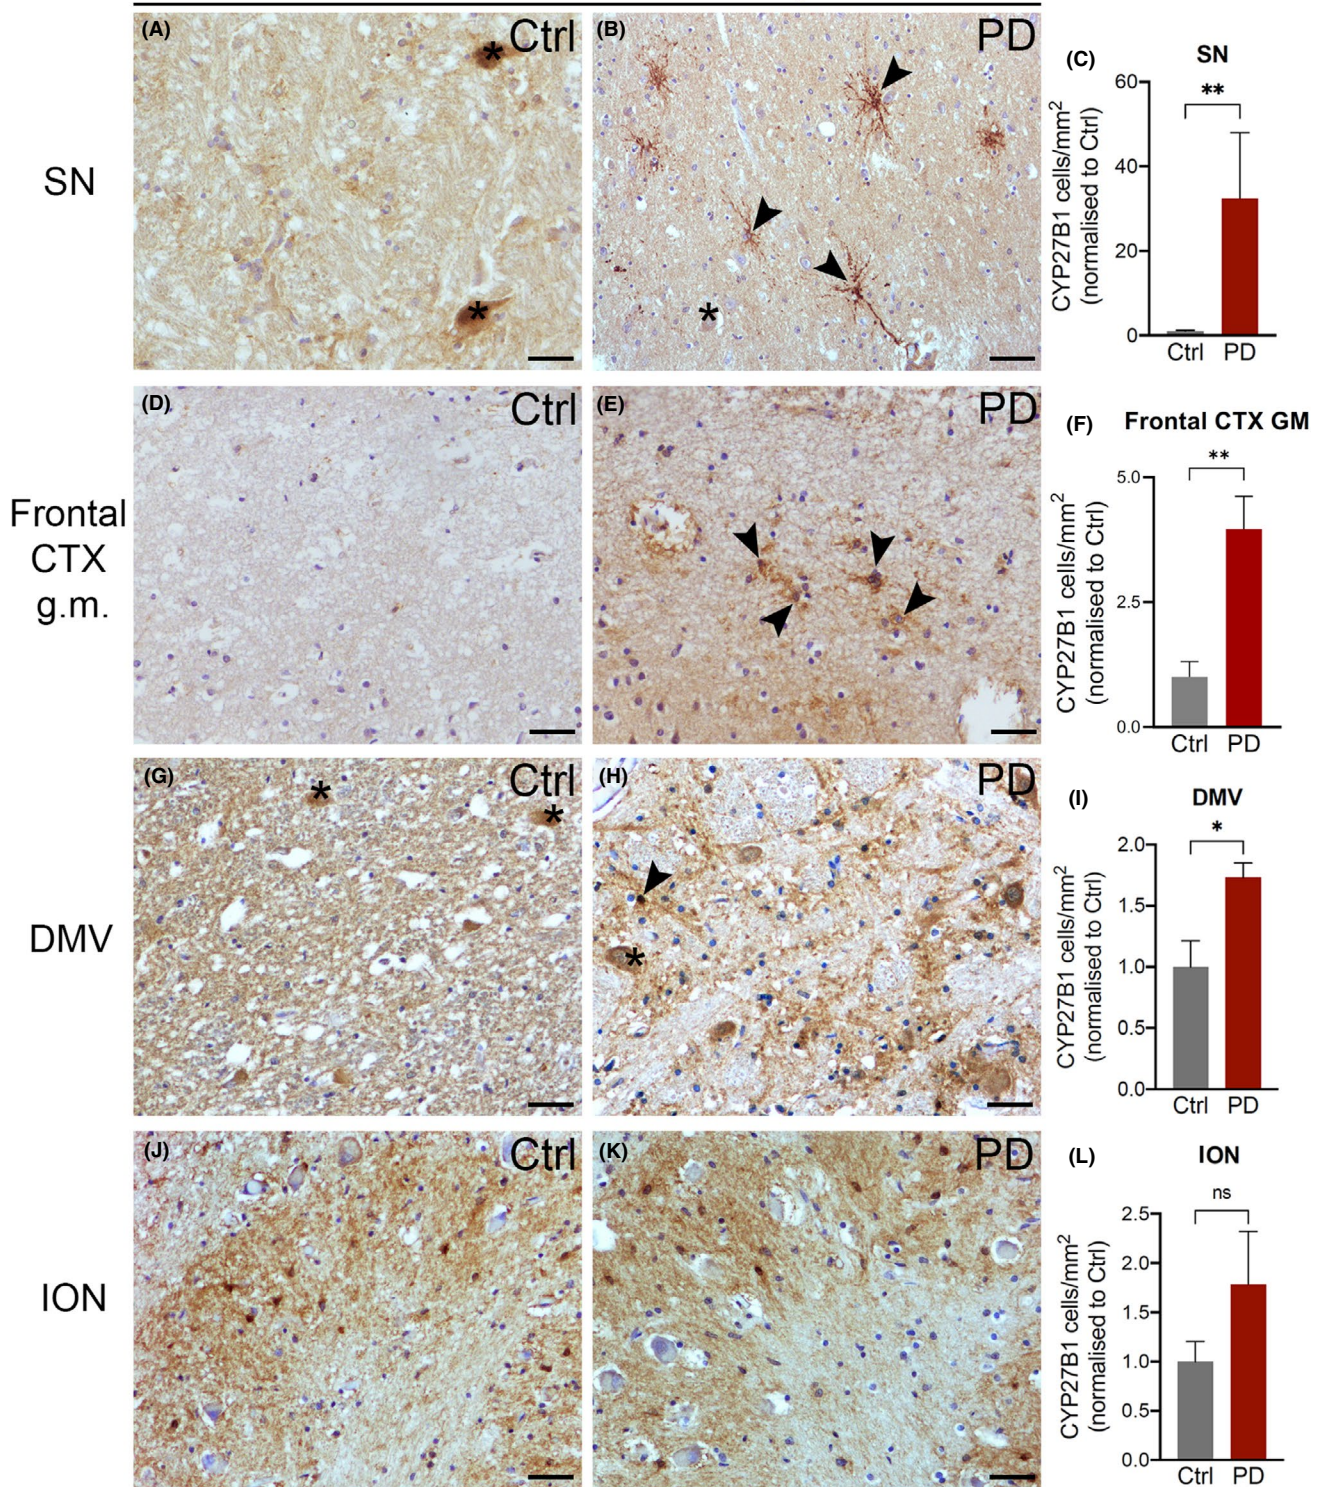 (A)
Ctrl
*
*
(B)
PD
*
(C)
SN
CYP27B1 cells/mm²
(normalised to Ctrl)
60
40
20
0
**
Ctrl
PD
SN
(D)
Ctrl
(E)
PD
(F)
Frontal CTX GM
CYP27B1 cells/mm²
(normalised to Ctrl)
5.0
2.5
0.0
**
Ctrl
PD
Frontal
CTX
g.m.
(G)
Ctrl
*
*
(H)
PD
*
(I)
DMV
CYP27B1 cells/mm²
(normalised to Ctrl)
2.0
1.5
1.0
0.5
0.0
*
Ctrl
PD
DMV
(J)
Ctrl
(K)
PD
(L)
ION
CYP27B1 cells/mm²
(normalised to Ctrl)
2.5
2.0
1.5
1.0
0.5
0.0
ns
Ctrl
PD
ION